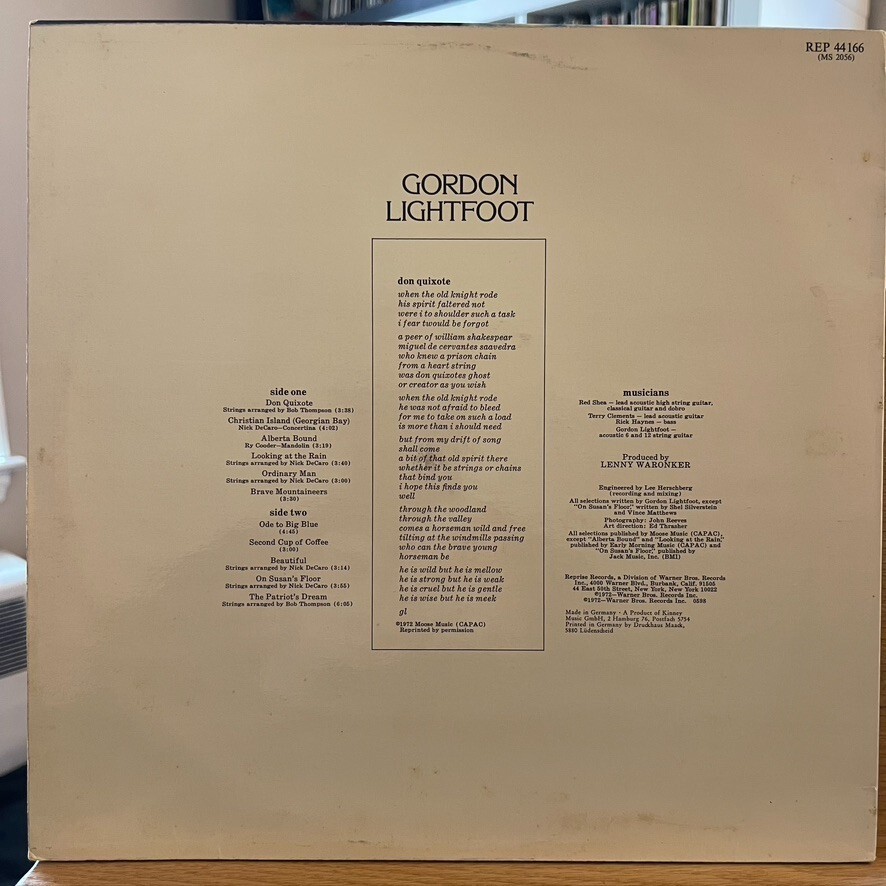 REP 44166
(MS 2056)
GORDON
LIGHTFOOT
don quixote
when the old knight rode
his spirit faltered not
were i to shoulder such a task
i fear twould be forgot
a peer of william shakespear
miguel de cervantes saavedra
who knew a prison chain
from a heart string
was don quixotes ghost
or creator as you wish
when the old knight rode
he was not afraid to bleed
for me to take on such a load
is more than i should need
but from my drift of song
shall come
a bit of that old spirit there
whether it be strings or chains
that bind you
i hope this finds you
well
through the woodland
through the valley
comes a horseman wild and free
tilting at the windmills passing
who can the brave young
horseman be
he is wild but he is mellow
he is strong but he is weak
he is cruel but he is gentle
he is wise but he is meek
gl
©1972 Moose Music (CAPAC)
Reprinted by permission
side one
Don Quixote
Strings arranged by Bob Thompson (3:38)
Christian Island (Georgian Bay)
Nick DeCaro—Concertina (4:02)
Alberta Bound
Ry Cooder—Mandolin (3:19)
Looking at the Rain
Strings arranged by Nick DeCaro (3:40)
Ordinary Man
Strings arranged by Nick DeCaro (3:00)
Brave Mountaineers
(3:30)
side two
Ode to Big Blue
(4:45)
Second Cup of Coffee
(3:00)
Beautiful
Strings arranged by Nick DeCaro (3:14)
On Susan's Floor
Strings arranged by Nick DeCaro (3:55)
The Patriot's Dream
Strings arranged by Bob Thompson (6:05)
musicians
Red Shea — lead acoustic high string guitar,
classical guitar and dobro
Terry Clements — lead acoustic guitar
Rick Haynes — bass
Gordon Lightfoot —
acoustic 6 and 12 string guitar
Produced by
LENNY WARONKER
Engineered by Lee Herschberg
(recording and mixing)
All selections written by Gordon Lightfoot, except
"On Susan's Floor," written by Shel Silverstein
and Vince Matthews
Photography: John Reeves
Art direction: Ed Thrasher
All selections published by Moose Music (CAPAC),
except "Alberta Bound" and "Looking at the Rain,"
published by Early Morning Music (CAPAC) and
"On Susan's Floor," published by
Jack Music, Inc. (BMI)
Reprise Records, a Division of Warner Bros. Records
Inc., 4000 Warner Blvd., Burbank, Calif. 91505
44 East 50th Street, New York, New York 10022
©1972—Warner Bros. Records Inc.
℗1972—Warner Bros. Records Inc. 0598
Made in Germany · A Product of Kinney
Music GmbH, 2 Hamburg 76, Postfach 5754
Printed in Germany by Druckhaus Maack,
5880 Lüdenscheid